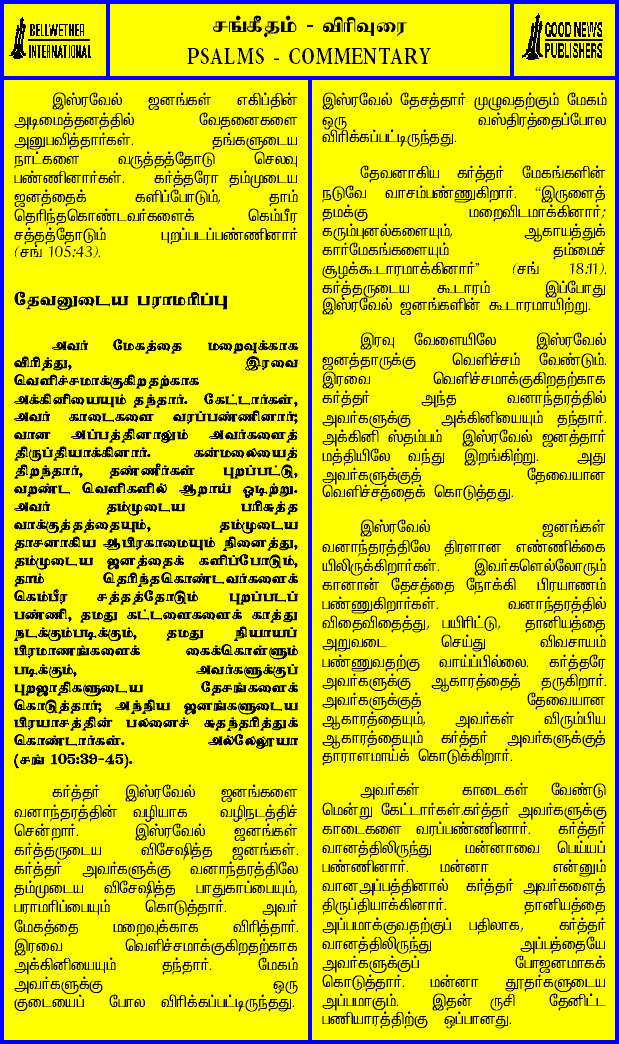 BELLWETHER
INTERNATIONAL
சங்கீதம் - விரிவுரை
PSALMS - COMMENTARY
GOOD NEWS
PUBLISHERS
இஸ்ரவேல் ஜனங்கள் எகிப்தின்
அடிமைத்தனத்தில் வேதனைகளை
அனுபவித்தார்கள். தங்களுடைய
நாட்களை வருத்தத்தோடு செலவு
பண்ணினார்கள். கர்த்தரோ தம்முடைய
ஜனத்தைக் களிப்போடும், தாம்
தெரிந்தகொண்டவர்களைக் கெம்பீர
சத்தத்தோடும் புறப்படப்பண்ணினார்
(சங் 105:43).
தேவனுடைய பராமரிப்பு
அவர் மேகத்தை மறைவுக்காக
விரித்து, இரவை
வெளிச்சமாக்குகிறதற்காக
அக்கினியையும் தந்தார். கேட்டார்கள்,
அவர் காடைகளை வரப்பண்ணினார்;
வான அப்பத்தினாலும் அவர்களைத்
திருப்தியாக்கினார். கன்மலையைத்
திறந்தார், தண்ணீர்கள் புறப்பட்டு,
வறண்ட வெளிகளில் ஆறாய் ஓடிற்று.
அவர் தம்முடைய பரிசுத்த
வாக்குத்தத்தையும், தம்முடைய
தாசனாகிய ஆபிரகாமையும் நினைத்து,
தம்முடைய ஜனத்தைக் களிப்போடும்,
தாம் தெரிந்தகொண்டவர்களைக்
கெம்பீர சத்தத்தோடும் புறப்படப்
பண்ணி, தமது கட்டளைகளைக் காத்து
நடக்கும்படிக்கும், தமது நியாயப்
பிரமாணங்களைக் கைக்கொள்ளும்
படிக்கும், அவர்களுக்குப்
புறஜாதிகளுடைய தேசங்களைக்
கொடுத்தார்; அந்நிய ஜனங்களுடைய
பிரயாசத்தின் பலனைச் சுதந்தரித்துக்
கொண்டார்கள். அல்லேலூயா
(சங் 105:39-45).
கர்த்தர் இஸ்ரவேல் ஜனங்களை
வனாந்தரத்தின் வழியாக வழிநடத்திச்
சென்றார். இஸ்ரவேல் ஜனங்கள்
கர்த்தருடைய விசேஷித்த ஜனங்கள்.
கர்த்தர் அவர்களுக்கு வனாந்தரத்திலே
தம்முடைய விசேஷித்த பாதுகாப்பையும்,
பராமரிப்பையும் கொடுத்தார். அவர்
மேகத்தை மறைவுக்காக விரித்தார்.
இரவை வெளிச்சமாக்குகிறதற்காக
அக்கினியையும் தந்தார். மேகம்
அவர்களுக்கு ஒரு
குடையைப் போல விரிக்கப்பட்டிருந்தது.
இஸ்ரவேல் தேசத்தார் முழுவதற்கும் மேகம்
ஒரு வஸ்திரத்தைப்போல
விரிக்கப்பட்டிருந்தது.
தேவனாகிய கர்த்தர் மேகங்களின்
நடுவே வாசம்பண்ணுகிறார். “இருளைத்
தமக்கு மறைவிடமாக்கினார்;
கரும்புனல்களையும், ஆகாயத்துக்
கார்மேகங்களையும் தம்மைச்
சூழக்கூடாரமாக்கினார்” (சங் 18:11).
கர்த்தருடைய கூடாரம் இப்போது
இஸ்ரவேல் ஜனங்களின் கூடாரமாயிற்று.
இரவு வேளையிலே இஸ்ரவேல்
ஜனத்தாருக்கு வெளிச்சம் வேண்டும்.
இரவை வெளிச்சமாக்குகிறதற்காக
கர்த்தர் அந்த வனாந்தரத்தில்
அவர்களுக்கு அக்கினியையும் தந்தார்.
அக்கினி ஸ்தம்பம் இஸ்ரவேல் ஜனத்தார்
மத்தியிலே வந்து இறங்கிற்று. அது
அவர்களுக்குத் தேவையான
வெளிச்சத்தைக் கொடுத்தது.
இஸ்ரவேல் ஜனங்கள்
வனாந்தரத்திலே திரளான எண்ணிக்கை
யிலிருக்கிறார்கள். இவர்களெல்லோரும்
கானான் தேசத்தை நோக்கி பிரயாணம்
பண்ணுகிறார்கள். வனாந்தரத்தில்
விதைவிதைத்து, பயிரிட்டு, தானியத்தை
அறுவடை செய்து விவசாயம்
பண்ணுவதற்கு வாய்ப்பில்லை. கர்த்தரே
அவர்களுக்கு ஆகாரத்தைத் தருகிறார்.
அவர்களுக்குத் தேவையான
ஆகாரத்தையும், அவர்கள் விரும்பிய
ஆகாரத்தையும் கர்த்தர் அவர்களுக்குத்
தாராளமாய்க் கொடுக்கிறார்.
அவர்கள் காடைகள் வேண்டு
மென்று கேட்டார்கள்.கர்த்தர் அவர்களுக்கு
காடைகளை வரப்பண்ணினார். கர்த்தர்
வானத்திலிருந்து மன்னாவை பெய்யப்
பண்ணினார். மன்னா என்னும்
வானஅப்பத்தினால் கர்த்தர் அவர்களைத்
திருப்தியாக்கினார். தானியத்தை
அப்பமாக்குவதற்குப் பதிலாக, கர்த்தர்
வானத்திலிருந்து அப்பத்தையே
அவர்களுக்குப் போஜனமாகக்
கொடுத்தார். மன்னா தூதர்களுடைய
அப்பமாகும். இதன் ருசி தேனிட்ட
பணியாரத்திற்கு ஒப்பானது.